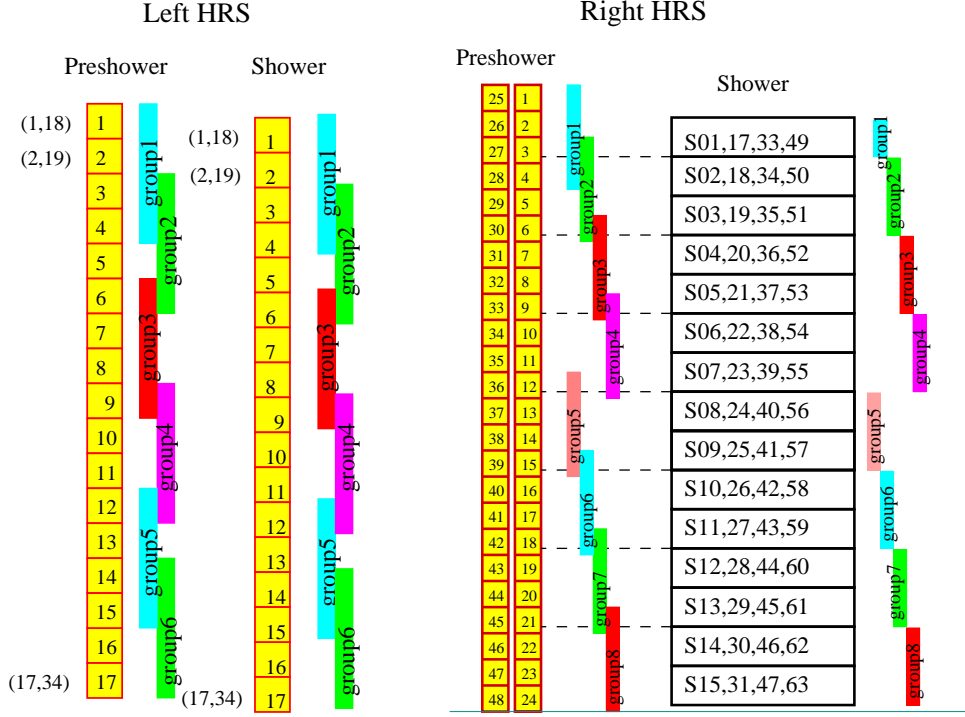 Left HRS
Preshower
Shower
(1,18)
(2,19)
(17,34)
1
2
3
4
5
6
7
8
9
10
11
12
13
14
15
16
17
group1
group2
group3
group4
group5
group6
(1,18)
(2,19)
(17,34)
1
2
3
4
5
6
7
8
9
10
11
12
13
14
15
16
17
group1
group2
group3
group4
group5
group6
Right HRS
Preshower
Shower
25 1
26 2
27 3
28 4
29 5
30 6
31 7
32 8
33 9
34 10
35 11
36 12
37 13
38 14
39 15
40 16
41 17
42 18
43 19
44 20
45 21
46 22
47 23
48 24
group1
group2
group3
group4
group5
group6
group7
group8
S01,17,33,49
S02,18,34,50
S03,19,35,51
S04,20,36,52
S05,21,37,53
S06,22,38,54
S07,23,39,55
S08,24,40,56
S09,25,41,57
S10,26,42,58
S11,27,43,59
S12,28,44,60
S13,29,45,61
S14,30,46,62
S15,31,47,63
group1
group2
group3
group4
group5
group6
group7
group8